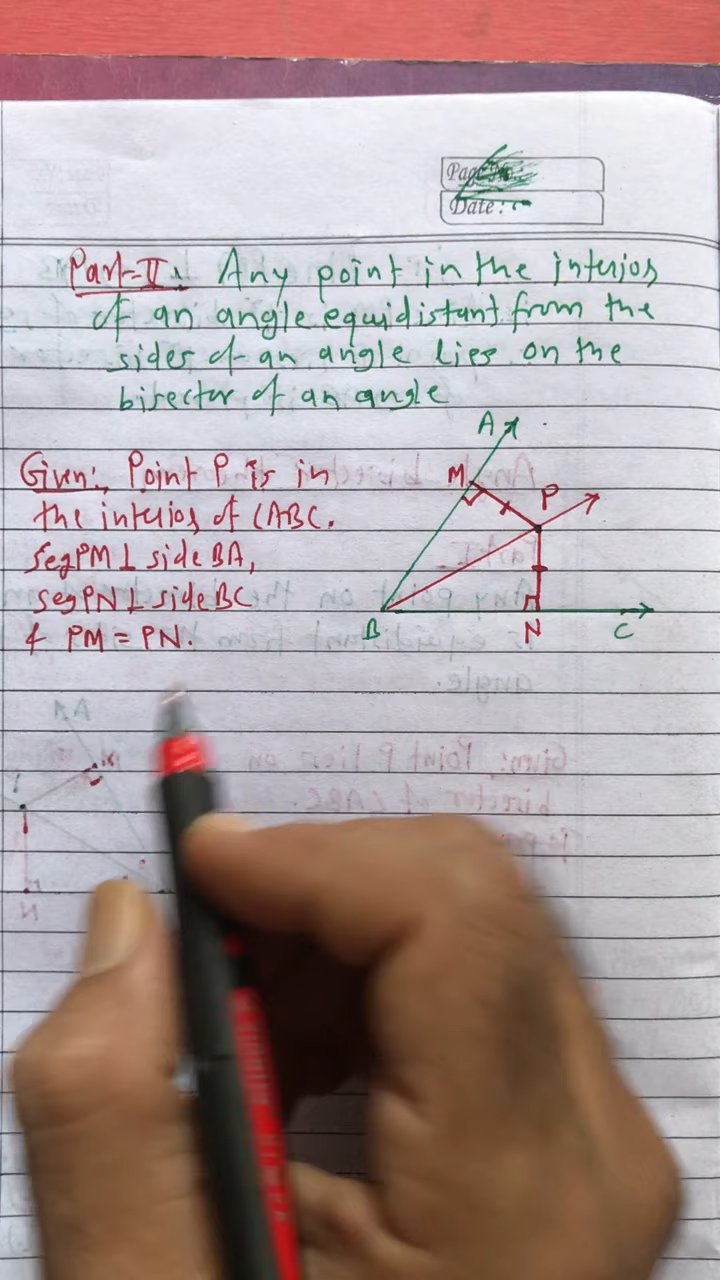 Page No.:
Date:
Part-II: Any point in the interior
of an angle equidistant from the
sides of an angle lies on the
bisector of an angle
Given: Point P is in
the interior of ∠ABC.
seg PM ⊥ side BA,
seg PN ⊥ side BC
& PM = PN.
A
M
P
B
N
C